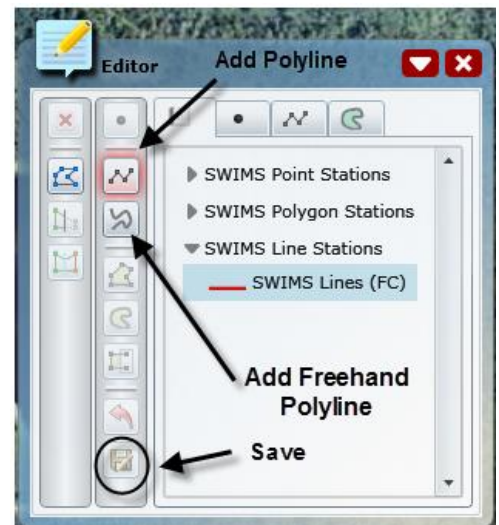 Editor
Add Polyline
SWIMS Point Stations
SWIMS Polygon Stations
SWIMS Line Stations
SWIMS Lines (FC)
Add Freehand
Polyline
Save